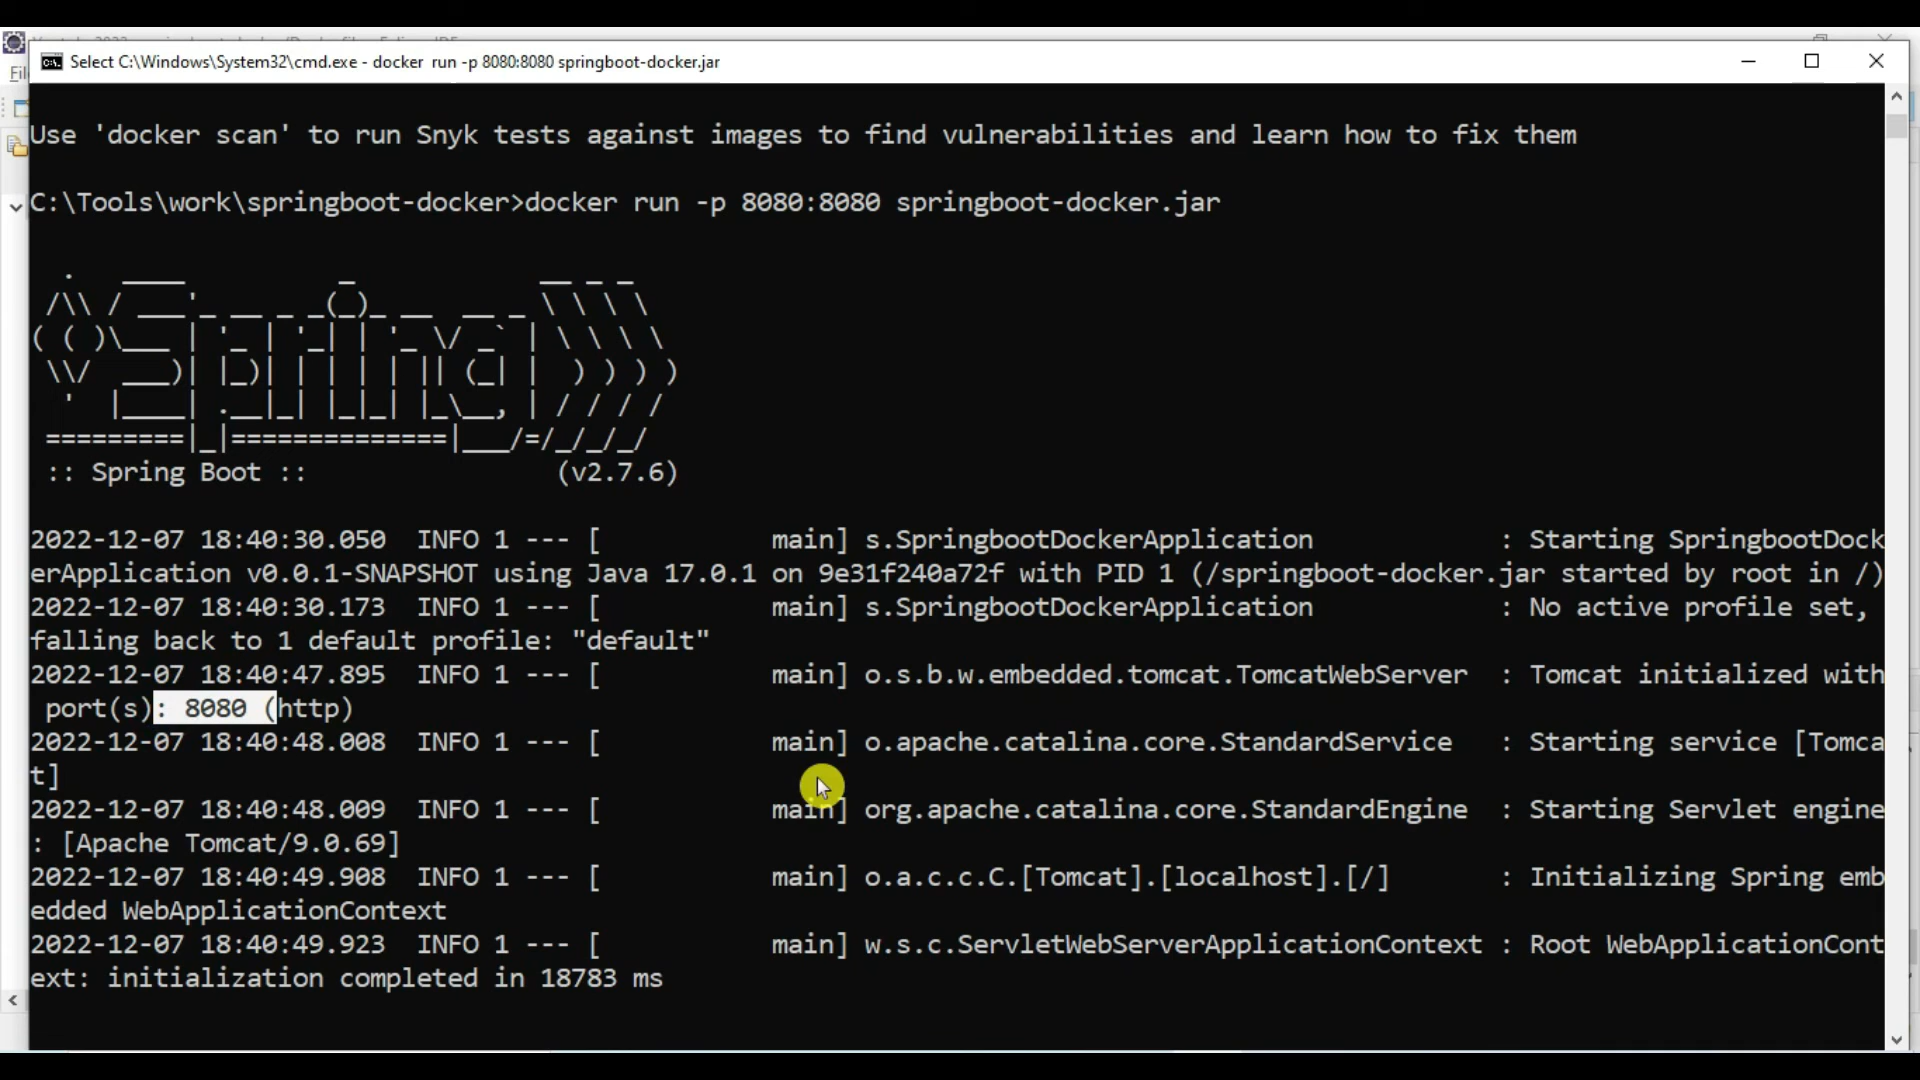 Select C:\Windows\System32\cmd.exe - docker  run -p 8080:8080 springboot-docker.jar
Use 'docker scan' to run Snyk tests against images to find vulnerabilities and learn how to fix them
C:\Tools\work\springboot-docker>docker run -p 8080:8080 springboot-docker.jar
:: Spring Boot ::                (v2.7.6)
2022-12-07 18:40:30.050  INFO 1 --- [           main] s.SpringbootDockerApplication            : Starting SpringbootDock
erApplication v0.0.1-SNAPSHOT using Java 17.0.1 on 9e31f240a72f with PID 1 (/springboot-docker.jar started by root in /)
2022-12-07 18:40:30.173  INFO 1 --- [           main] s.SpringbootDockerApplication            : No active profile set,
falling back to 1 default profile: "default"
2022-12-07 18:40:47.895  INFO 1 --- [           main] o.s.b.w.embedded.tomcat.TomcatWebServer  : Tomcat initialized with
port(s): 8080 (http)
2022-12-07 18:40:48.008  INFO 1 --- [           main] o.apache.catalina.core.StandardService   : Starting service [Tomca
t]
2022-12-07 18:40:48.009  INFO 1 --- [           main] org.apache.catalina.core.StandardEngine  : Starting Servlet engine
: [Apache Tomcat/9.0.69]
2022-12-07 18:40:49.908  INFO 1 --- [           main] o.a.c.c.C.[Tomcat].[localhost].[/]       : Initializing Spring emb
edded WebApplicationContext
2022-12-07 18:40:49.923  INFO 1 --- [           main] w.s.c.ServletWebServerApplicationContext : Root WebApplicationCont
ext: initialization completed in 18783 ms